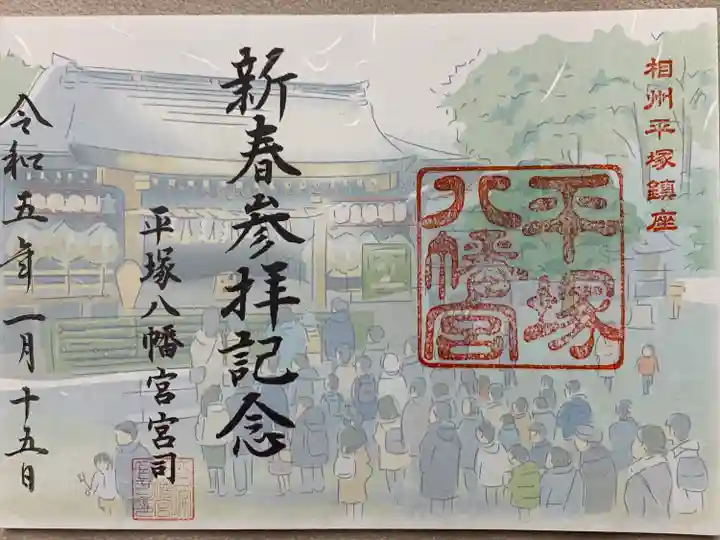 相州平塚鎮座
平塚
八幡宮
新春参拝記念
平塚八幡宮宮司
令和五年一月十五日